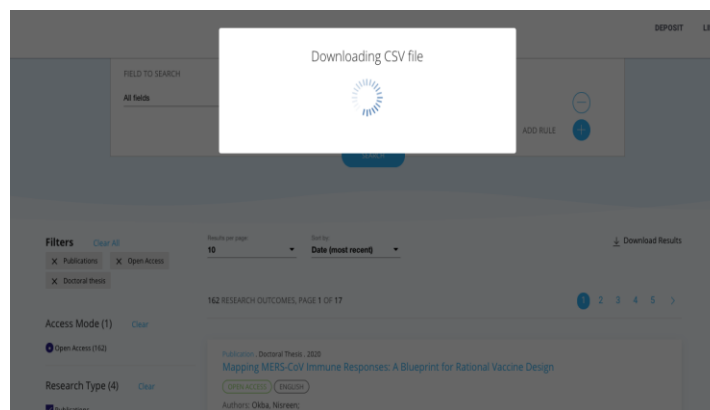 DEPOSIT
Downloading CSV file
FIELD TO SEARCH
All fields
ADD RULE
SEARCH
Filters Clear All
Results per page: Sort by:
10 Date (most recent) Download Results
Publications Open Access
Doctoral thesis
162 RESEARCH OUTCOMES, PAGE 1 OF 17 1 2 3 4 5 >
Access Mode (1) Clear
Open Access (162)
Publication . Doctoral Thesis . 2020
Mapping MERS-CoV Immune Responses: A Blueprint for Rational Vaccine Design
Research Type (4) Clear
OPEN ACCESS ENGLISH
Authors: Okba, Nisreen;
Publications